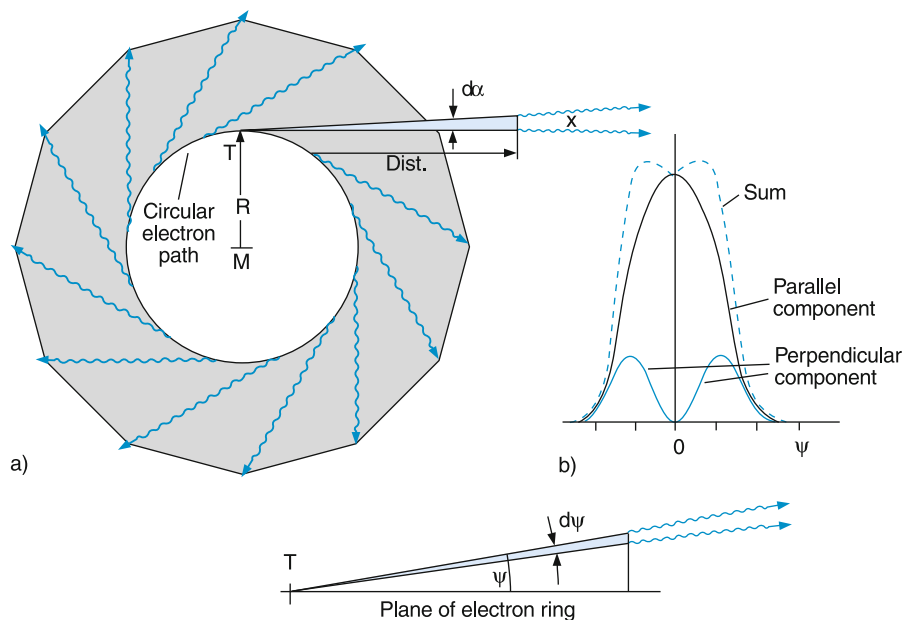 dα
x
T
Dist.
Circular
electron
path
R
M
Sum
Parallel
component
Perpendicular
component
0
ψ
a)
b)
dψ
T
ψ
Plane of electron ring